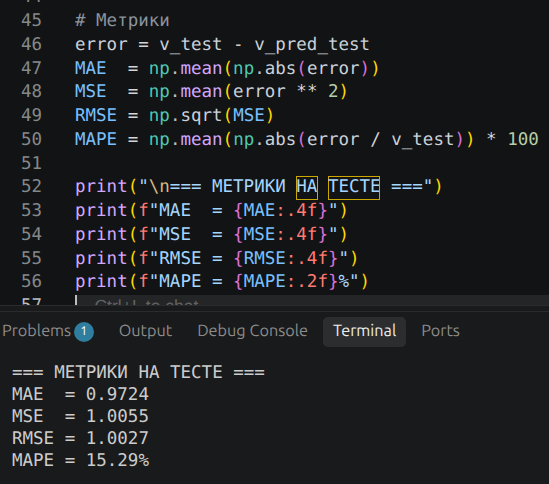 45 # Метрики
46 error = v_test - v_pred_test
47 MAE  = np.mean(np.abs(error))
48 MSE  = np.mean(error ** 2)
49 RMSE = np.sqrt(MSE)
50 MAPE = np.mean(np.abs(error / v_test)) * 100
51
52 print("\n=== МЕТРИКИ НА ТЕСТЕ ===")
53 print(f"MAE  = {MAE:.4f}")
54 print(f"MSE  = {MSE:.4f}")
55 print(f"RMSE = {RMSE:.4f}")
56 print(f"MAPE = {MAPE:.2f}%")
57 Ctrl+L to chat
Problems 1 Output Debug Console Terminal Ports
=== МЕТРИКИ НА ТЕСТЕ ===
MAE  = 0.9724
MSE  = 1.0055
RMSE = 1.0027
MAPE = 15.29%